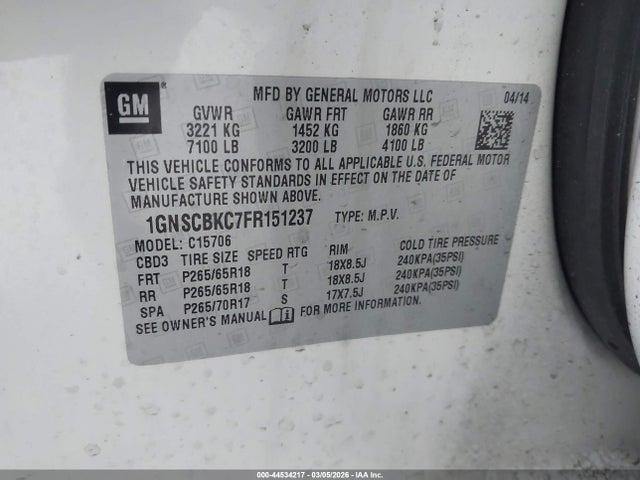 GM
®
MFD BY GENERAL MOTORS LLC 04/14
GVWR GAWR FRT GAWR RR
3221 KG 1452 KG 1860 KG
7100 LB 3200 LB 4100 LB
THIS VEHICLE CONFORMS TO ALL APPLICABLE U.S. FEDERAL MOTOR
VEHICLE SAFETY STANDARDS IN EFFECT ON THE DATE OF
MANUFACTURE SHOWN ABOVE.
1GNSCBKC7FR151237 TYPE: M.P.V.
MODEL: C15706
CBD3 TIRE SIZE SPEED RTG RIM COLD TIRE PRESSURE
FRT P265/65R18 T 18X8.5J 240KPA(35PSI)
RR P265/65R18 T 18X8.5J 240KPA(35PSI)
SPA P265/70R17 S 17X7.5J 240KPA(35PSI)
SEE OWNER'S MANUAL FOR MORE INFORMATION.
000-44534217 - 03/05/2026 - IAA Inc.